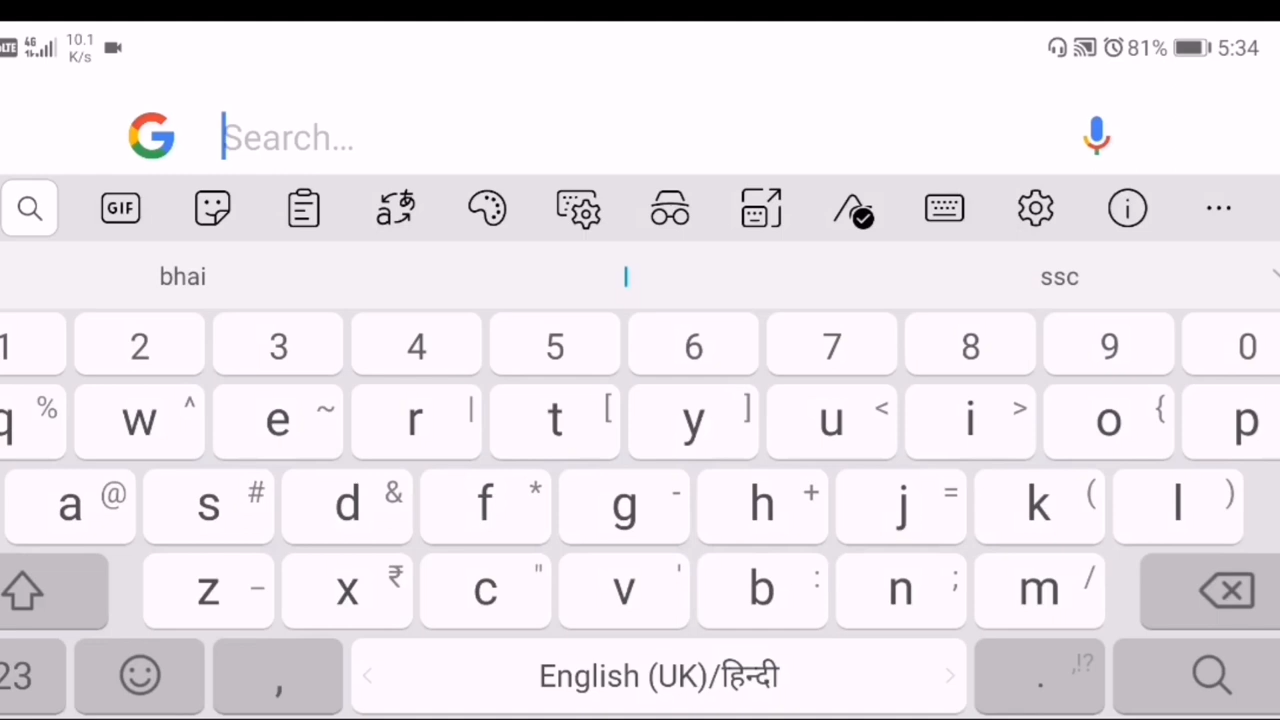 LTE 4G 10.1 K/s 81% 5:34
Search...
GIF
bhai ssc
1 2 3 4 5 6 7 8 9 0
q % w ^ e ~ r | t [ y ] u < i > o { p
a @ s # d & f * g - h + j = k ( l )
z _ x ₹ c " v ' b : n ; m /
23 , English (UK)/हिन्दी . ,!?